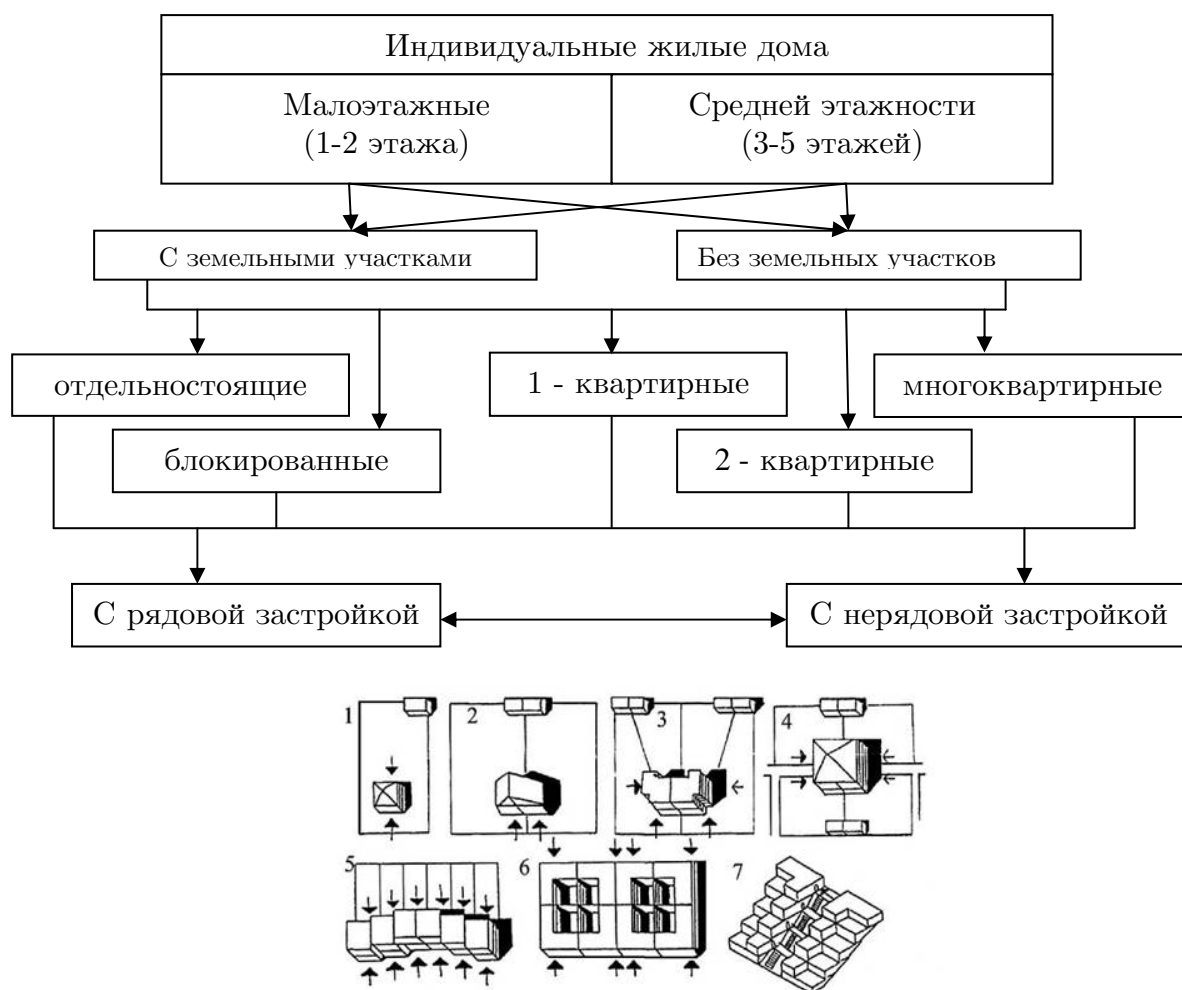 Индивидуальные жилые дома
Малоэтажные
(1-2 этажа)
Средней этажности
(3-5 этажей)
С земельными участками
Без земельных участков
отдельностоящие
1 - квартирные
многоквартирные
блокированные
2 - квартирные
С рядовой застройкой
С нерядовой застройкой
1
2
3
4
5
6
7